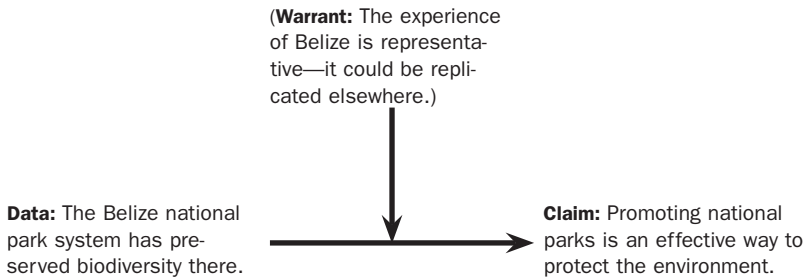 (Warrant: The experience
of Belize is representa-
tive—it could be repli-
cated elsewhere.)
Data: The Belize national
park system has pre-
served biodiversity there.
Claim: Promoting national
parks is an effective way to
protect the environment.